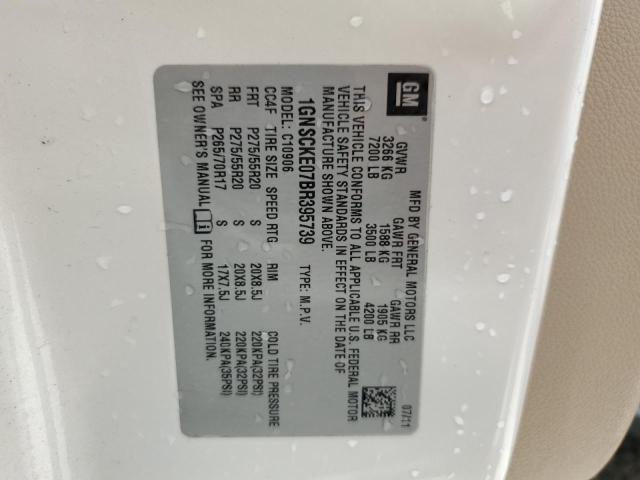 GM
MFD BY GENERAL MOTORS LLC
07/11
GVWR GAWR FRT GAWR RR
3266 KG 1588 KG 1905 KG
7200 LB 3500 LB 4200 LB
THIS VEHICLE CONFORMS TO ALL APPLICABLE U.S. FEDERAL MOTOR
VEHICLE SAFETY STANDARDS IN EFFECT ON THE DATE OF
MANUFACTURE SHOWN ABOVE.
1GNSCKE07BR395739 TYPE: M.P.V.
MODEL: C10906
CC4F TIRE SIZE SPEED RTG RIM COLD TIRE PRESSURE
FRT P275/55R20 S 20X8.5J 220KPA(32PSI)
RR P275/55R20 S 20X8.5J 220KPA(32PSI)
SPA P265/70R17 S 17X7.5J 240KPA(35PSI)
SEE OWNER'S MANUAL FOR MORE INFORMATION.